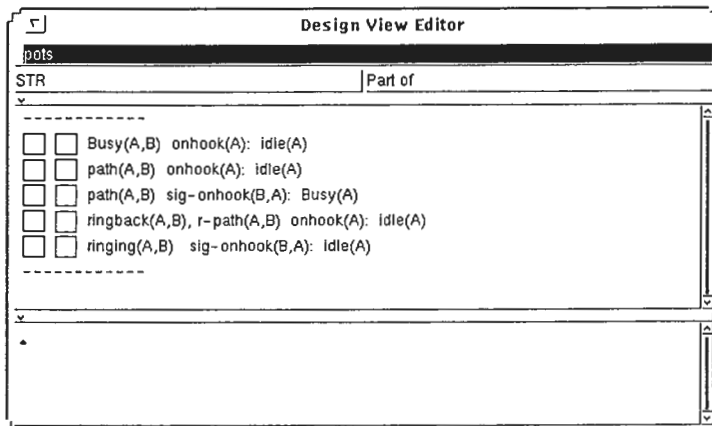 Design View Editor
pots
STR Part of
------------
Busy(A,B) onhook(A): idle(A)
path(A,B) onhook(A): idle(A)
path(A,B) sig-onhook(B,A): Busy(A)
ringback(A,B), r-path(A,B) onhook(A): idle(A)
ringing(A,B) sig-onhook(B,A): idle(A)
------------